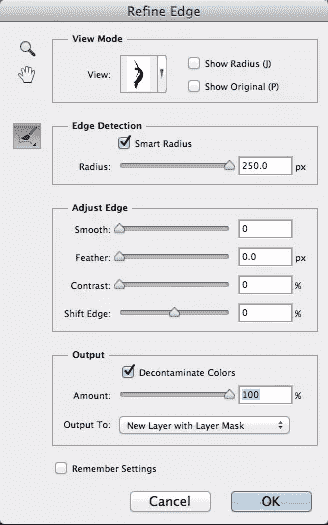 Refine Edge
View Mode
View:
Show Radius (J)
Show Original (P)
Edge Detection
Smart Radius
Radius: 250.0 px
Adjust Edge
Smooth: 0
Feather: 0.0 px
Contrast: 0 %
Shift Edge: 0 %
Output
Decontaminate Colors
Amount: 100 %
Output To: New Layer with Layer Mask
Remember Settings
Cancel OK